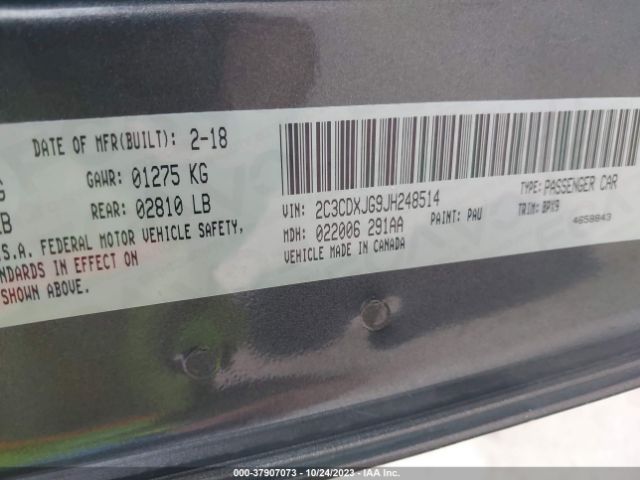 DATE OF MFR(BUILT): 2-18
GAWR: 01275 KG
REAR: 02810 LB
S.A. FEDERAL MOTOR VEHICLE SAFETY,
IN EFFECT ON
SHOWN ABOVE.
VIN: 2C3CDXJG9JH248514
TYPE: PASSENGER CAR
MDH: 022006 291AA
PAINT: PAU
TRIM: BPX9
VEHICLE MADE IN CANADA
4658843
000-37907073 | 10/24/2023 | IAA Inc.